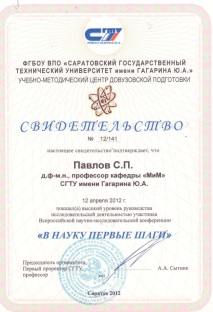 ФГБОУ ВПО «САРАТОВСКИЙ ГОСУДАРСТВЕННЫЙ
ТЕХНИЧЕСКИЙ УНИВЕРСИТЕТ имени ГАГАРИНА Ю.А.»
УЧЕБНО-МЕТОДИЧЕСКИЙ ЦЕНТР ДОВУЗОВСКОЙ ПОДГОТОВКИ
СВИДЕТЕЛЬСТВО
№ 12/141
настоящее свидетельство подтверждает, что
Павлов С.П.
д.ф-м.н., профессор кафедры «МиМ»
СГТУ имени Гагарина Ю.А.
12 апреля 2012 г.
показал(а) высокий уровень руководства
исследовательской деятельностью участника
Всероссийской научно-исследовательской конференции
«В НАУКУ ПЕРВЫЕ ШАГИ»
Председатель оргкомитета,
Первый проректор СГТУ,
профессор
А.А. Сытник
Саратов 2012